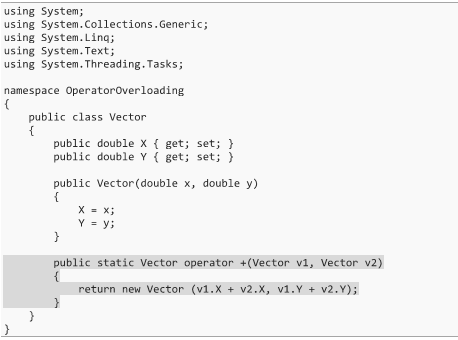 using System;
using System.Collections.Generic;
using System.Linq;
using System.Text;
using System.Threading.Tasks;

namespace OperatorOverloading
{
    public class Vector
    {
        public double X { get; set; }
        public double Y { get; set; }

        public Vector(double x, double y)
        {
            X = x;
            Y = y;
        }

        public static Vector operator +(Vector v1, Vector v2)
        {
            return new Vector (v1.X + v2.X, v1.Y + v2.Y);
        }
    }
}